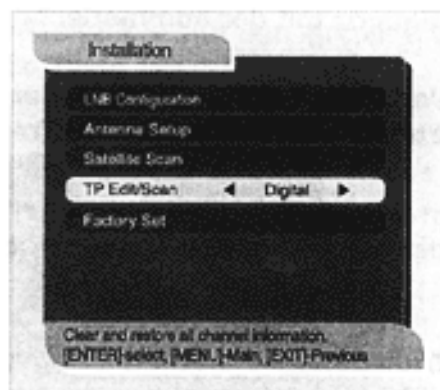 Installation
LNB Configuration
Antenna Setup
Satellite Scan
TP Edit/Scan ◀ Digital ▶
Factory Set
Clear and restore all channel information.
[ENTER]-select, [MENU]-Main, [EXIT]-Previous